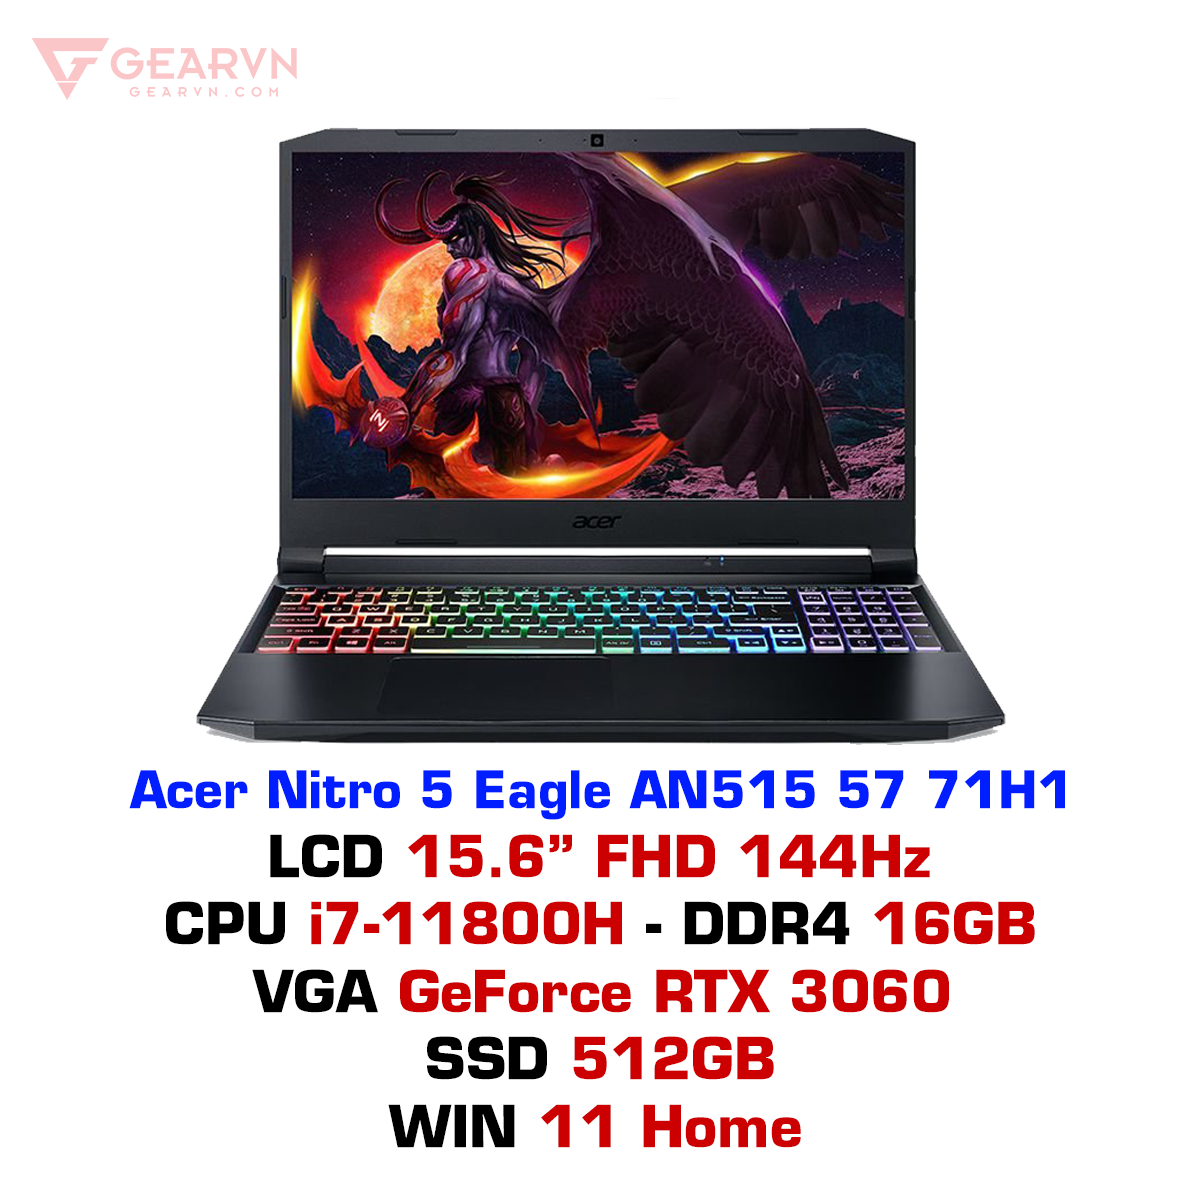 GEARVN
GEARVN.COM
acer
Acer Nitro 5 Eagle AN515 57 71H1
LCD 15.6” FHD 144Hz
CPU i7-11800H - DDR4 16GB
VGA GeForce RTX 3060
SSD 512GB
WIN 11 Home